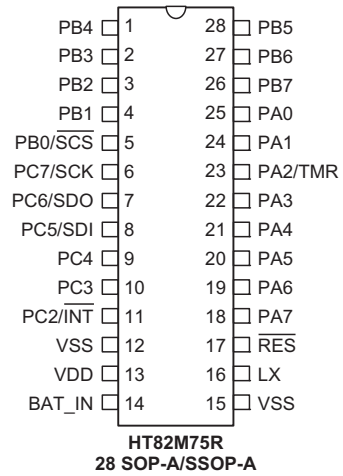 PB4 1 28 PB5
PB3 2 27 PB6
PB2 3 26 PB7
PB1 4 25 PA0
PB0/SCS 5 24 PA1
PC7/SCK 6 23 PA2/TMR
PC6/SDO 7 22 PA3
PC5/SDI 8 21 PA4
PC4 9 20 PA5
PC3 10 19 PA6
PC2/INT 11 18 PA7
VSS 12 17 RES
VDD 13 16 LX
BAT_IN 14 15 VSS
HT82M75R
28 SOP-A/SSOP-A